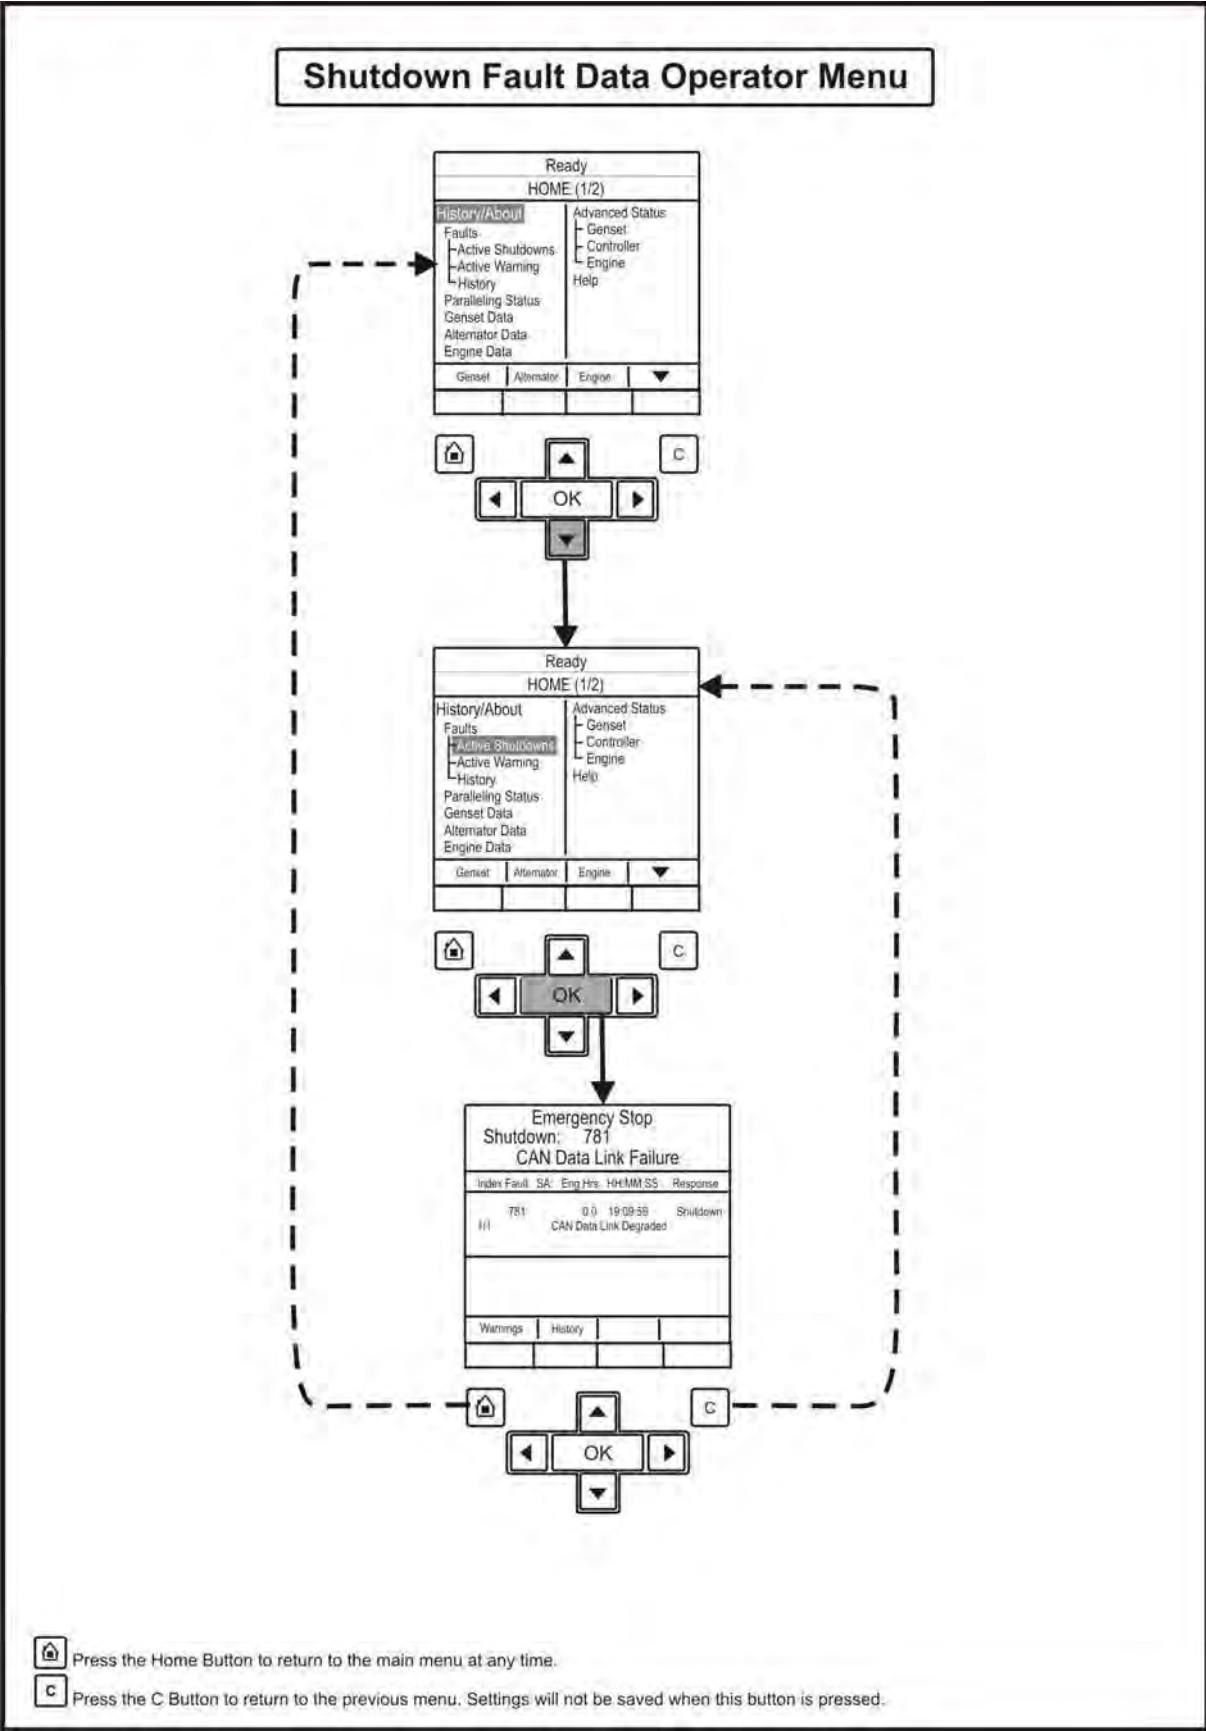 Shutdown Fault Data Operator Menu
Ready
HOME (1/2)
History/About
Faults
Active Shutdowns
Active Warning
History
Paralleling Status
Genset Data
Alternator Data
Engine Data
Advanced Status
Genset
Controller
Engine
Help
Genset Alternator Engine
C
OK
Ready
HOME (1/2)
History/About
Faults
Active Shutdowns
Active Warning
History
Paralleling Status
Genset Data
Alternator Data
Engine Data
Advanced Status
Genset
Controller
Engine
Help
Genset Alternator Engine
C
OK
Emergency Stop
Shutdown: 781
CAN Data Link Failure
Index Fault SA: Eng Hrs HH:MM:SS Response
781 0.0 19:09:59 Shutdown
1/1 CAN Data Link Degraded
Warnings History
C
OK
Press the Home Button to return to the main menu at any time.
C Press the C Button to return to the previous menu. Settings will not be saved when this button is pressed.